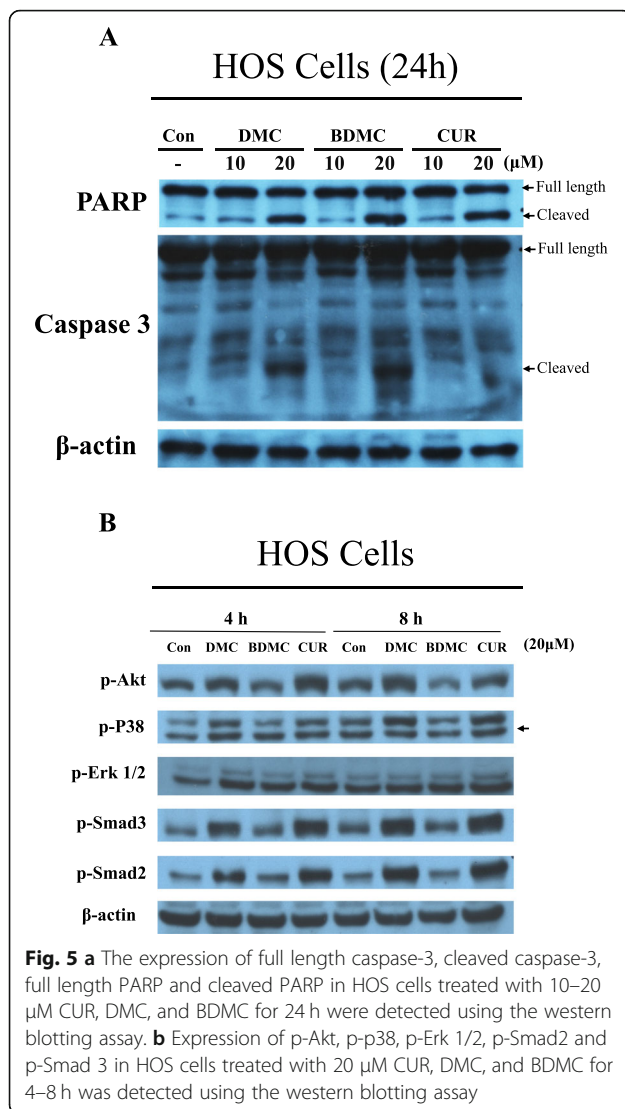 A
HOS Cells (24h)
Con DMC BDMC CUR
- 10 20 10 20 10 20 (µM)
PARP
Full length
Cleaved
Caspase 3
Full length
Cleaved
β-actin
B
HOS Cells
4 h 8 h
Con DMC BDMC CUR Con DMC BDMC CUR (20µM)
p-Akt
p-P38
p-Erk 1/2
p-Smad3
p-Smad2
β-actin
Fig. 5 a The expression of full length caspase-3, cleaved caspase-3,
full length PARP and cleaved PARP in HOS cells treated with 10–20
µM CUR, DMC, and BDMC for 24 h were detected using the western
blotting assay. b Expression of p-Akt, p-p38, p-Erk 1/2, p-Smad2 and
p-Smad 3 in HOS cells treated with 20 µM CUR, DMC, and BDMC for
4–8 h was detected using the western blotting assay